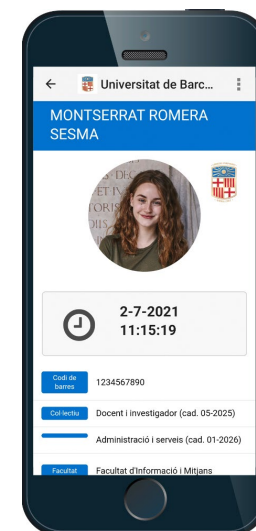 Universitat de Barc...
MONTSERRAT ROMERA
SESMA
2-7-2021
11:15:19
Codi de
barres
1234567890
Col·lectiu
Docent i investigador (cad. 05-2025)
Administració i serveis (cad. 01-2026)
Facultat
Facultat d'Informació i Mitjans